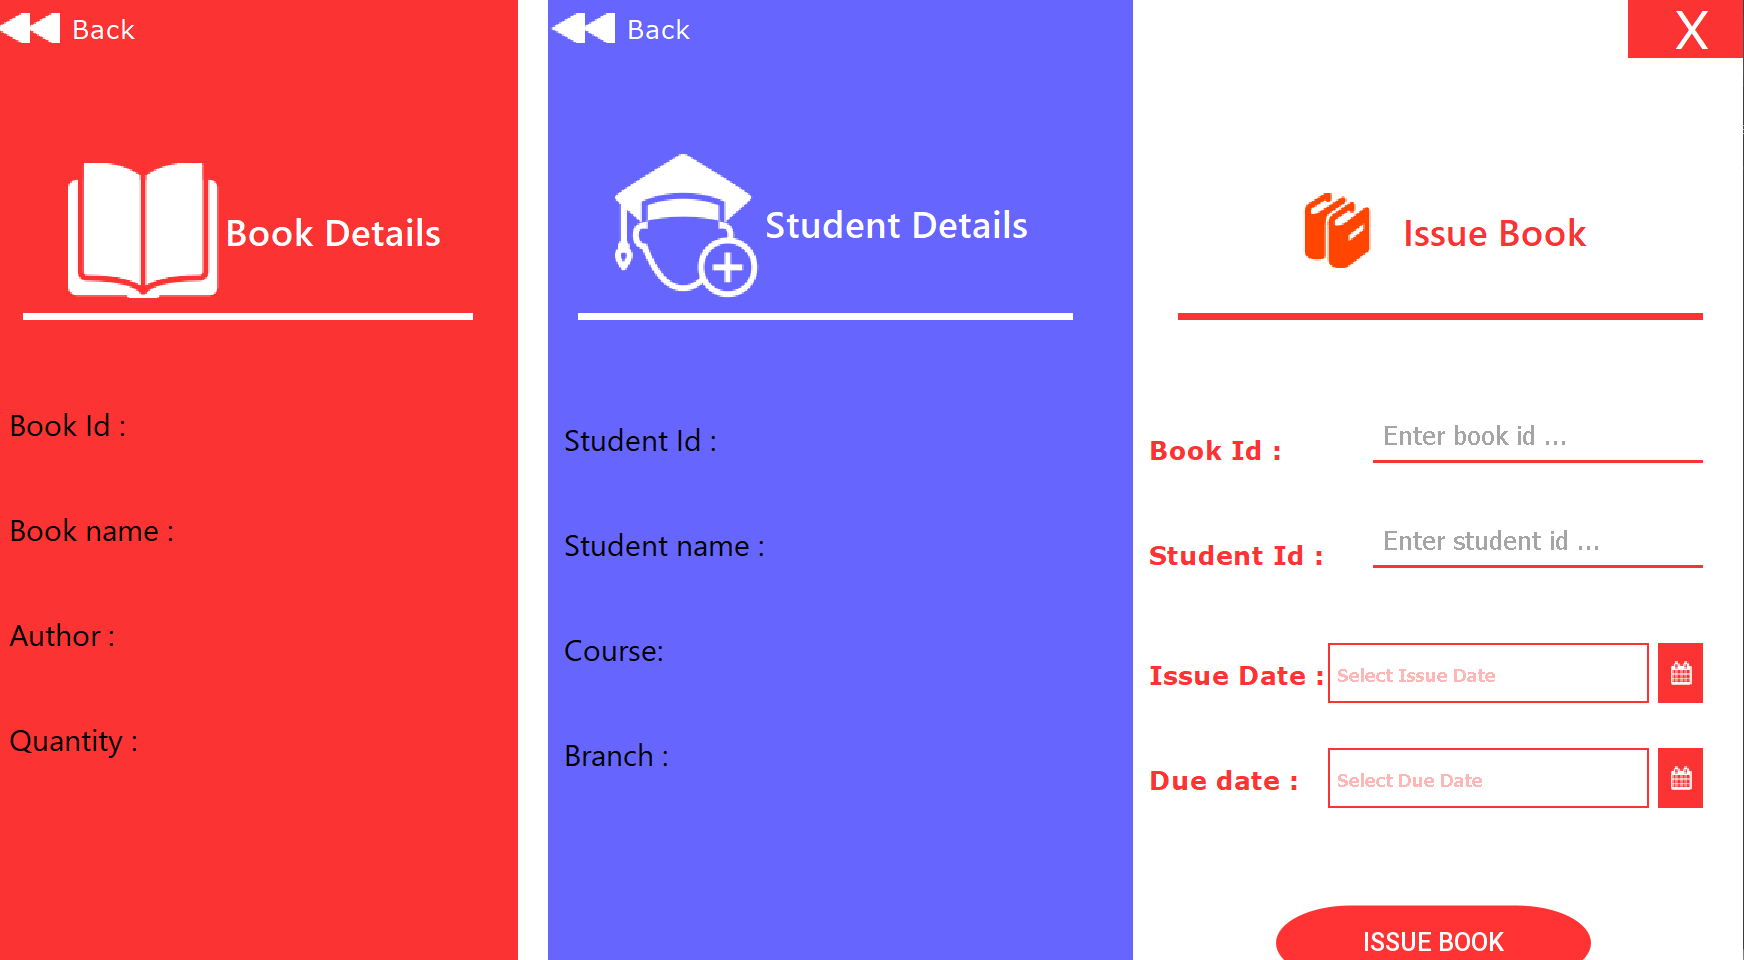 Back
Book Details
Book Id :
Book name :
Author :
Quantity :
Back
Student Details
Student Id :
Student name :
Course:
Branch :
X
Issue Book
Book Id :
Enter book id ...
Student Id :
Enter student id ...
Issue Date :
Select Issue Date
Due date :
Select Due Date
ISSUE BOOK